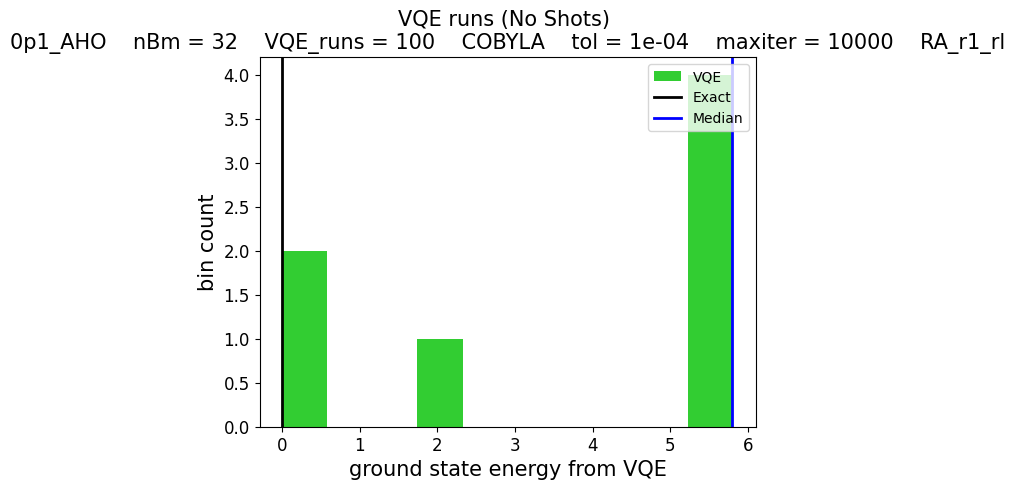 VQE runs (No Shots)
0p1_AHO    nBm = 32    VQE_runs = 100    COBYLA    tol = 1e-04    maxiter = 10000    RA_r1_rl
4.0
3.5
3.0
2.5
2.0
1.5
1.0
0.5
0.0
bin count
VQE
Exact
Median
0 1 2 3 4 5 6
ground state energy from VQE